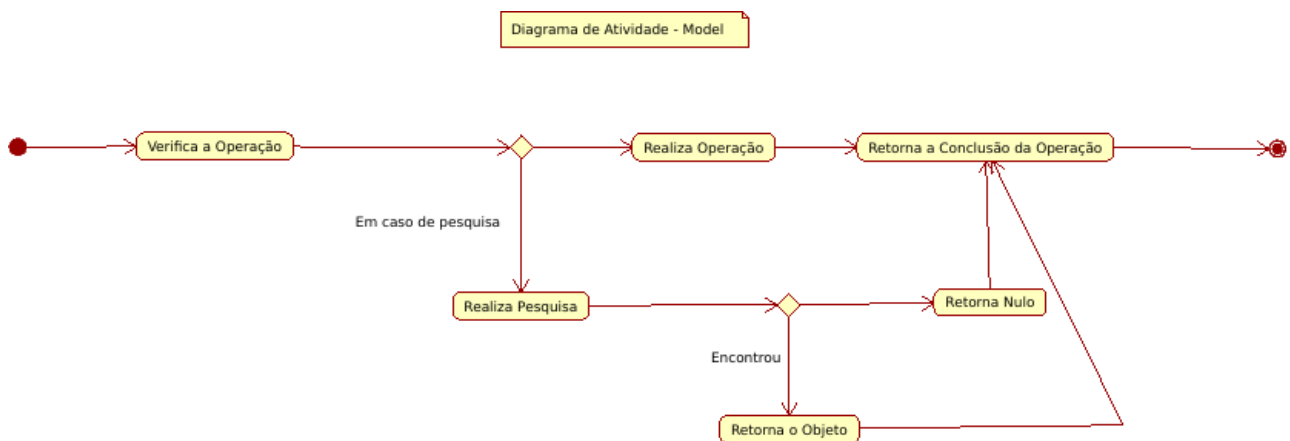 Diagrama de Atividade - Model
Verifica a Operação
Realiza Operação
Retorna a Conclusão da Operação
Em caso de pesquisa
Realiza Pesquisa
Retorna Nulo
Encontrou
Retorna o Objeto